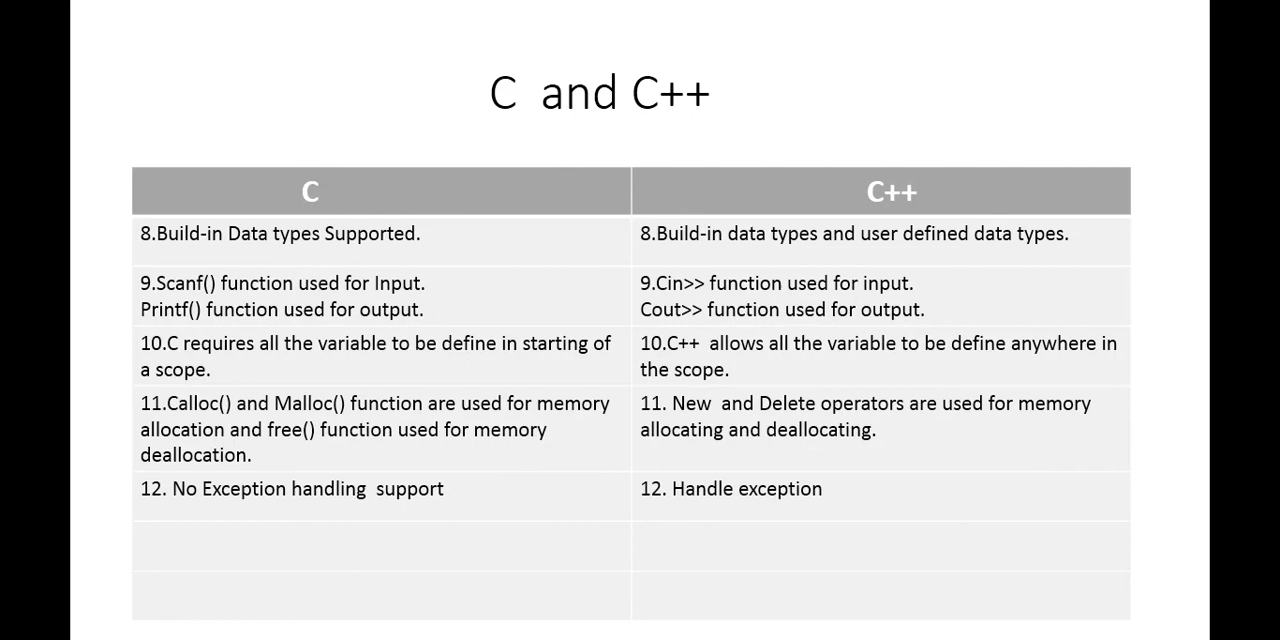 C and C++
C
C++
8.Build-in Data types Supported.
8.Build-in data types and user defined data types.
9.Scanf() function used for Input.
Printf() function used for output.
9.Cin>> function used for input.
Cout>> function used for output.
10.C requires all the variable to be define in starting of
a scope.
10.C++ allows all the variable to be define anywhere in
the scope.
11.Calloc() and Malloc() function are used for memory
allocation and free() function used for memory
deallocation.
11. New and Delete operators are used for memory
allocating and deallocating.
12. No Exception handling support
12. Handle exception